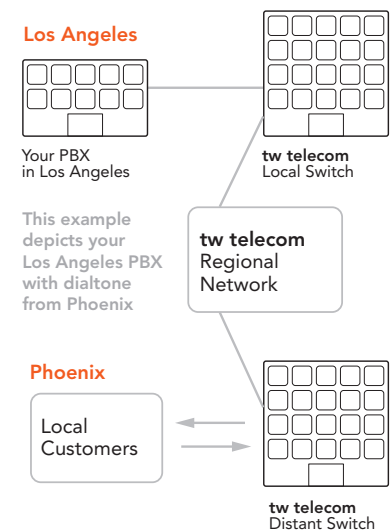 Los Angeles
Your PBX
in Los Angeles
tw telecom
Local Switch
This example
depicts your
Los Angeles PBX
with dialtone
from Phoenix
tw telecom
Regional
Network
Phoenix
Local
Customers
tw telecom
Distant Switch